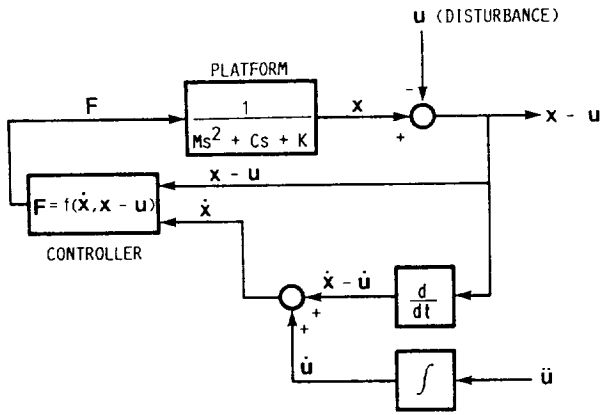 u (DISTURBANCE)
PLATFORM
F
1
Ms² + Cs + K
x
-
+
x - u
x - u
F = f(ẋ, x - u)
ẋ
CONTROLLER
ẋ - u̇
d
dt
+
+
u̇
∫
ü